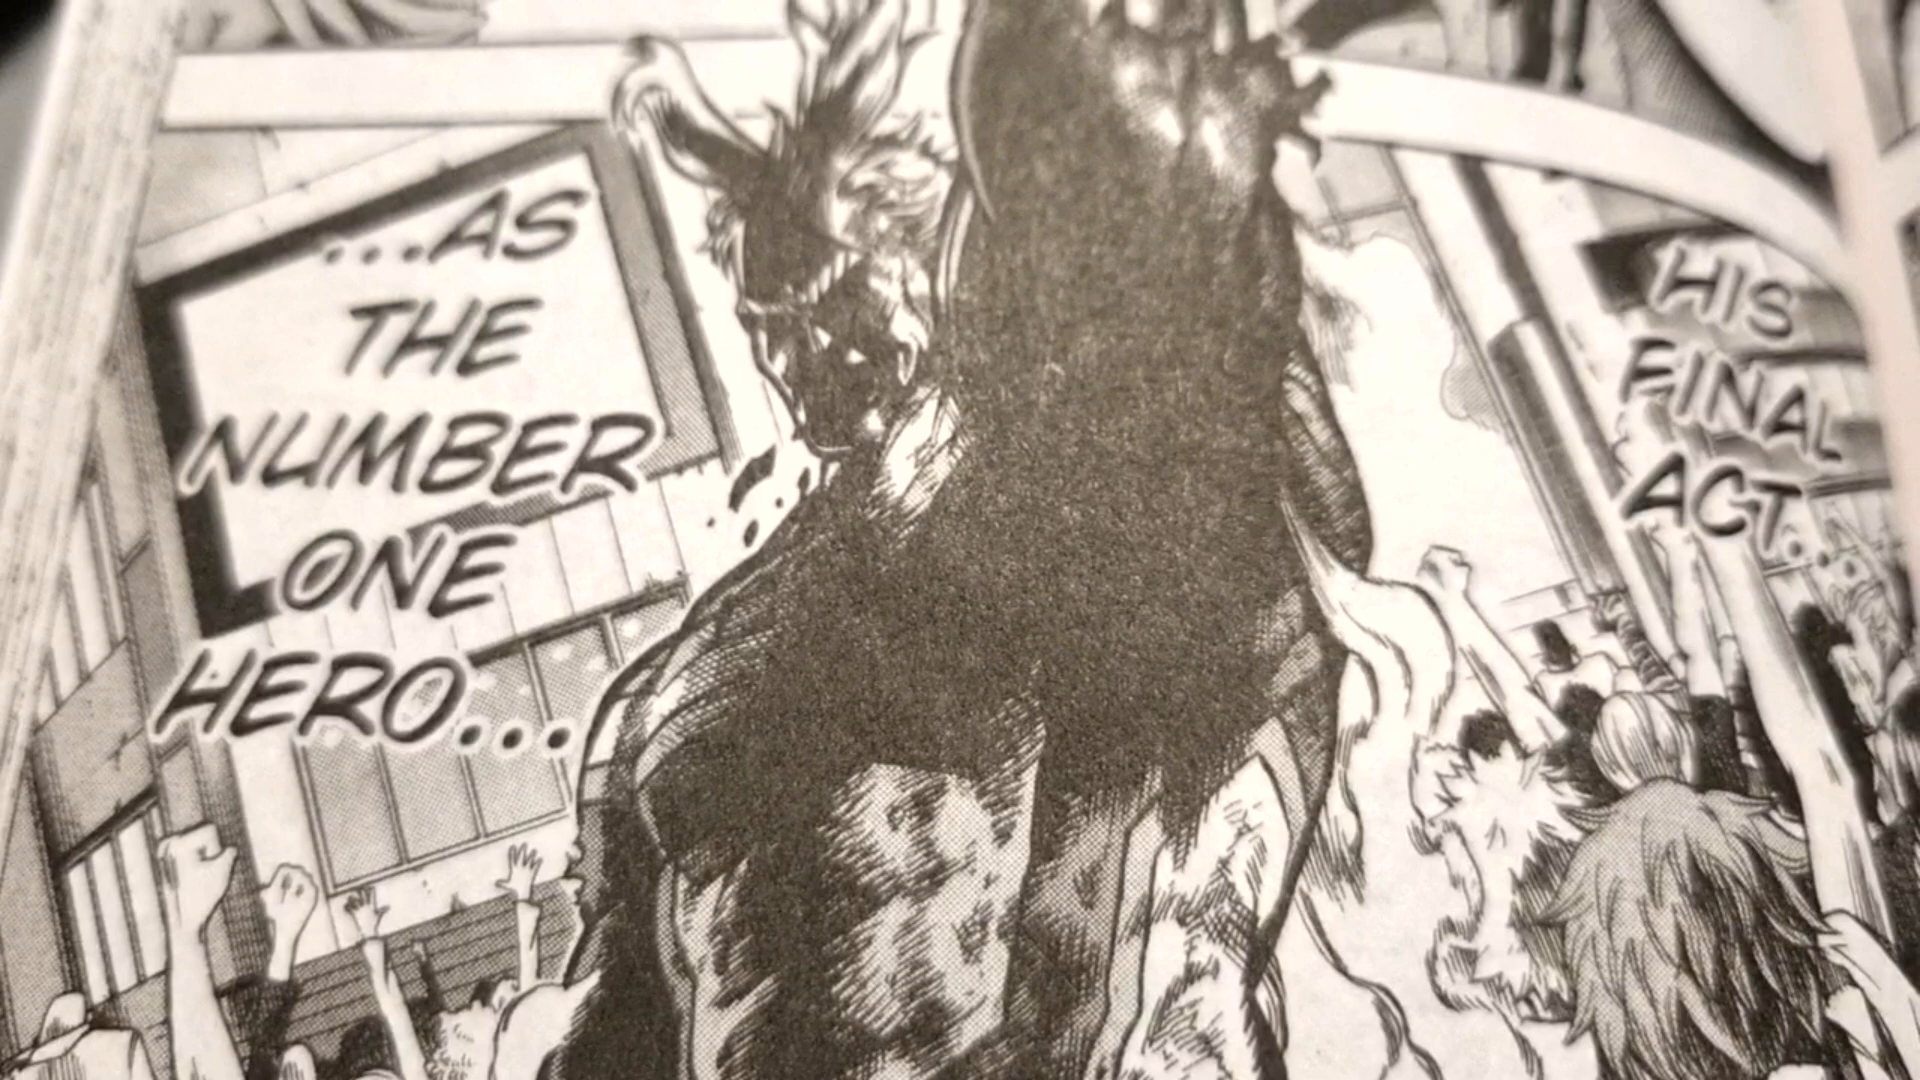 ...AS
THE
NUMBER
ONE
HERO...
HIS
FINAL
ACT.